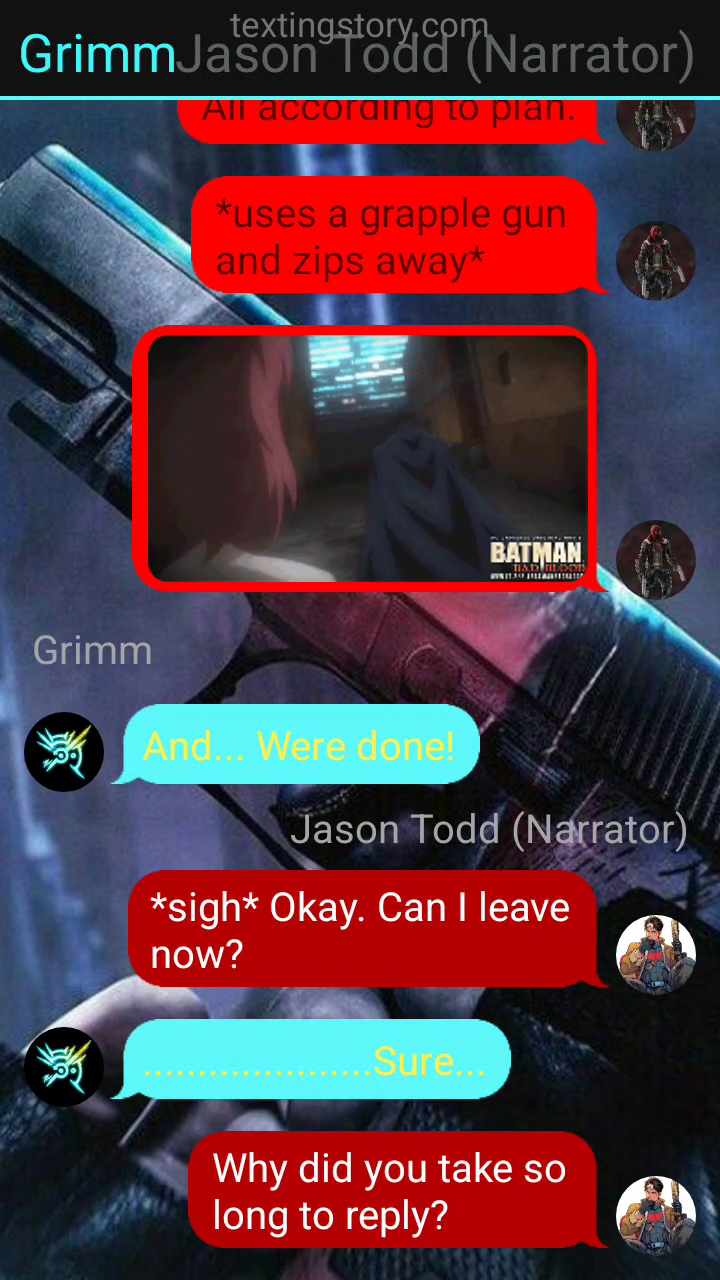 textingstory.com
Grimm Jason Todd (Narrator)
All according to plan.
*uses a grapple gun
and zips away*
BATMAN
BAD BLOOD
Grimm
And... Were done!
Jason Todd (Narrator)
*sigh* Okay. Can I leave
now?
.....................Sure...
Why did you take so
long to reply?